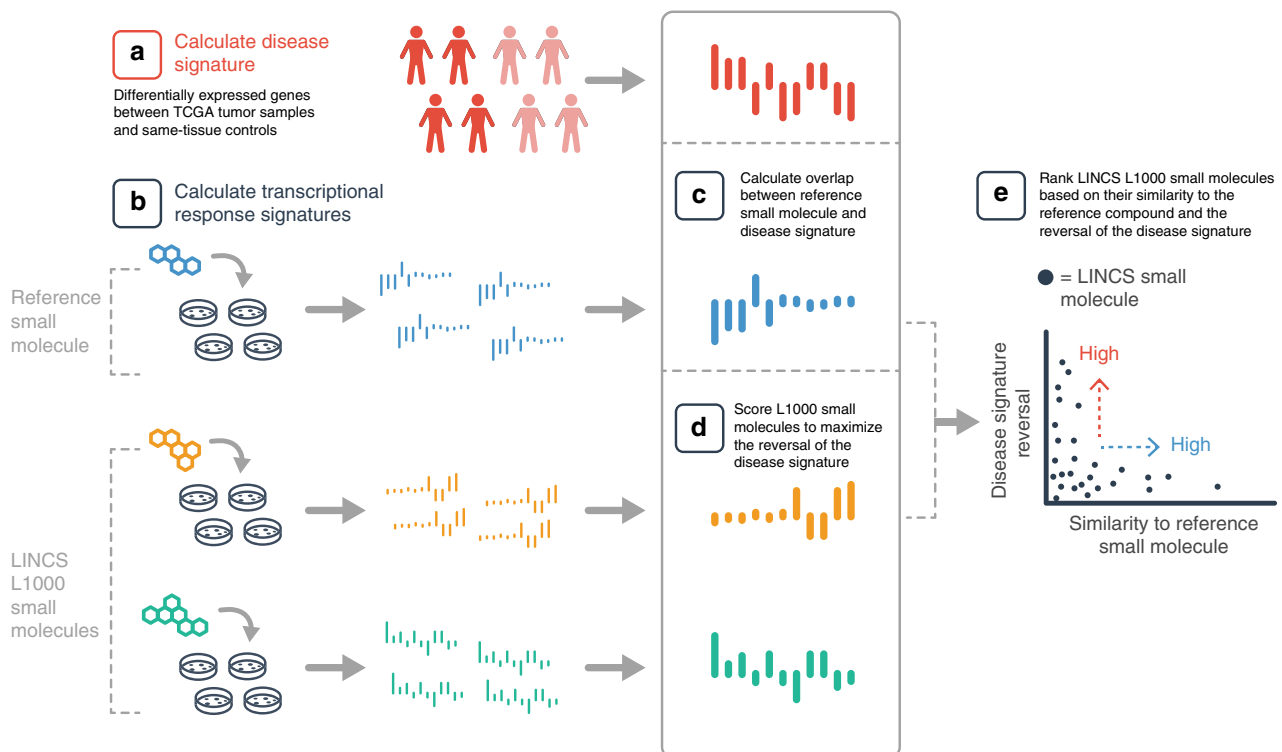 a
Calculate disease
signature
Differentially expressed genes
between TCGA tumor samples
and same-tissue controls
b
Calculate transcriptional
response signatures
Reference
small
molecule
LINCS
L1000
small
molecules
c
Calculate overlap
between reference
small molecule and
disease signature
d
Score L1000 small
molecules to maximize
the reversal of the
disease signature
e
Rank LINCS L1000 small molecules
based on their similarity to the
reference compound and the
reversal of the disease signature
= LINCS small
molecule
Disease signature
reversal
High
High
Similarity to reference
small molecule